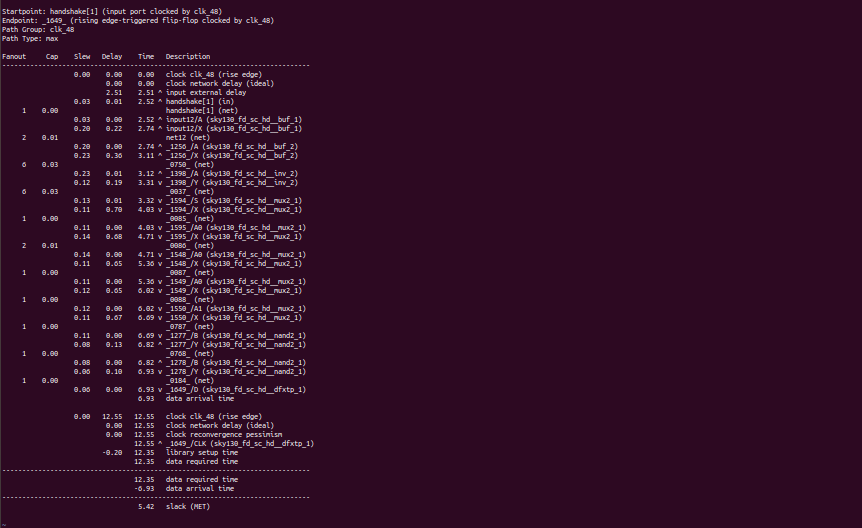 Startpoint: handshake[1] (input port clocked by clk_48)
Endpoint: _1649_ (rising edge-triggered flip-flop clocked by clk_48)
Path Group: clk_48
Path Type: max
Fanout Cap Slew Delay Time Description
-----------------------------------------------------------------------------
0.00 0.00 0.00 clock clk_48 (rise edge)
0.00 0.00 clock network delay (ideal)
2.51 2.51 ^ input external delay
0.03 0.01 2.52 ^ handshake[1] (in)
1 0.00 handshake[1] (net)
0.03 0.00 2.52 ^ input12/A (sky130_fd_sc_hd__buf_1)
0.20 0.22 2.74 ^ input12/X (sky130_fd_sc_hd__buf_1)
2 0.01 net12 (net)
0.20 0.00 2.74 ^ _1256_/A (sky130_fd_sc_hd__buf_2)
0.23 0.36 3.11 ^ _1256_/X (sky130_fd_sc_hd__buf_2)
6 0.03 _0750_ (net)
0.23 0.01 3.12 ^ _1398_/A (sky130_fd_sc_hd__inv_2)
0.12 0.19 3.31 v _1398_/Y (sky130_fd_sc_hd__inv_2)
6 0.03 _0037_ (net)
0.13 0.01 3.32 v _1594_/S (sky130_fd_sc_hd__mux2_1)
0.11 0.70 4.03 v _1594_/X (sky130_fd_sc_hd__mux2_1)
1 0.00 _0085_ (net)
0.11 0.00 4.03 v _1595_/A0 (sky130_fd_sc_hd__mux2_1)
0.14 0.68 4.71 v _1595_/X (sky130_fd_sc_hd__mux2_1)
2 0.01 _0086_ (net)
0.14 0.00 4.71 v _1548_/A0 (sky130_fd_sc_hd__mux2_1)
0.11 0.65 5.36 v _1548_/X (sky130_fd_sc_hd__mux2_1)
1 0.00 _0087_ (net)
0.11 0.00 5.36 v _1549_/A0 (sky130_fd_sc_hd__mux2_1)
0.12 0.65 6.02 v _1549_/X (sky130_fd_sc_hd__mux2_1)
1 0.00 _0088_ (net)
0.12 0.00 6.02 v _1550_/A1 (sky130_fd_sc_hd__mux2_1)
0.11 0.67 6.69 v _1550_/X (sky130_fd_sc_hd__mux2_1)
1 0.00 _0787_ (net)
0.11 0.00 6.69 v _1277_/B (sky130_fd_sc_hd__nand2_1)
0.08 0.13 6.82 ^ _1277_/Y (sky130_fd_sc_hd__nand2_1)
1 0.00 _0768_ (net)
0.08 0.00 6.82 ^ _1278_/B (sky130_fd_sc_hd__nand2_1)
0.06 0.10 6.93 v _1278_/Y (sky130_fd_sc_hd__nand2_1)
1 0.00 _0184_ (net)
0.06 0.00 6.93 v _1649_/D (sky130_fd_sc_hd__dfxtp_1)
6.93 data arrival time
0.00 12.55 12.55 clock clk_48 (rise edge)
0.00 12.55 clock network delay (ideal)
0.00 12.55 clock reconvergence pessimism
12.55 ^ _1649_/CLK (sky130_fd_sc_hd__dfxtp_1)
-0.20 12.35 library setup time
12.35 data required time
-----------------------------------------------------------------------------
12.35 data required time
-6.93 data arrival time
-----------------------------------------------------------------------------
5.42 slack (MET)
~